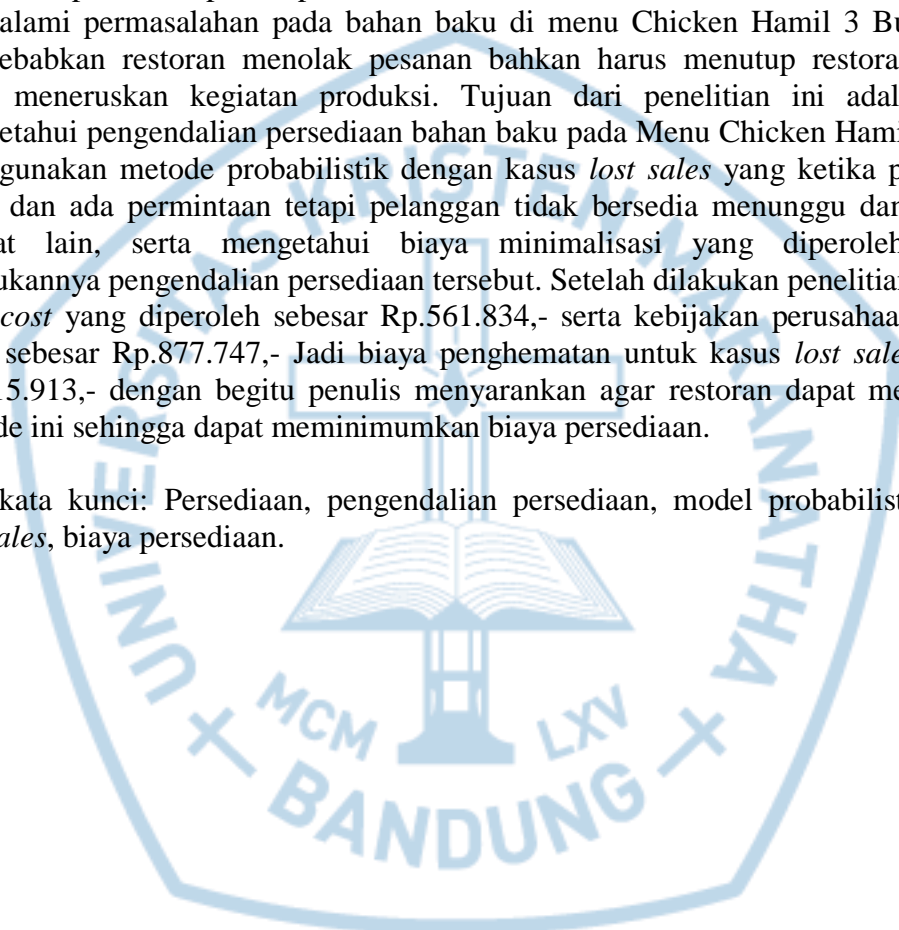 alami permasalahan pada bahan baku di menu Chicken Hamil 3 Bu
ebabkan restoran menolak pesanan bahkan harus menutup restora
meneruskan kegiatan produksi. Tujuan dari penelitian ini adal
etahui pengendalian persediaan bahan baku pada Menu Chicken Hami
gunakan metode probabilistik dengan kasus lost sales yang ketika p
dan ada permintaan tetapi pelanggan tidak bersedia menunggu dan
at lain, serta mengetahui biaya minimalisasi yang diperoleh
ukannya pengendalian persediaan tersebut. Setelah dilakukan penelitian
cost yang diperoleh sebesar Rp.561.834,- serta kebijakan perusahaa
sebesar Rp.877.747,- Jadi biaya penghematan untuk kasus lost sale
15.913,- dengan begitu penulis menyarankan agar restoran dapat me
de ini sehingga dapat meminimumkan biaya persediaan.
kata kunci: Persediaan, pengendalian persediaan, model probabilist
ales, biaya persediaan.
UNIVERSITAS KRISTEN MARANATHA
MCM LXV
BANDUNG